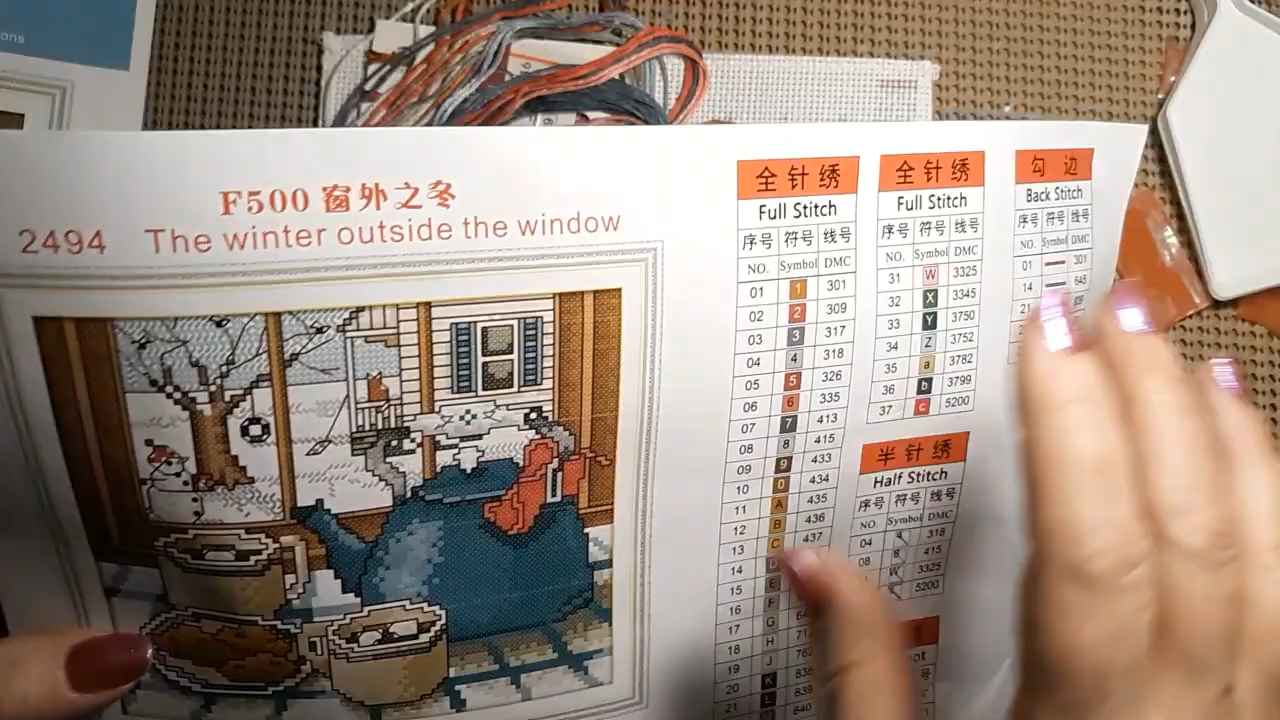 ons
F500 窗外之冬
2494 The winter outside the window
全针绣
Full Stitch
序号 符号 线号
NO. Symbol DMC
01 1 301
02 2 309
03 3 317
04 4 318
05 5 326
06 6 335
07 7 413
08 8 415
09 9 433
10 0 434
11 A 435
12 B 436
13 C 437
14 D
15 E
16 F
17 G
18 H
19 J
20 K 839
21 L 840
全针绣
Full Stitch
序号 符号 线号
NO. Symbol DMC
31 W 3325
32 X 3345
33 Y 3750
34 Z 3752
35 a 3782
36 b 3799
37 c 5200
半针绣
Half Stitch
序号 符号 线号
NO. Symbol DMC
04 4 318
08 8 415
W 3325
5200
勾边
Back Stitch
序号 符号 线号
NO. Symbol DMC
01 301
14 645
21